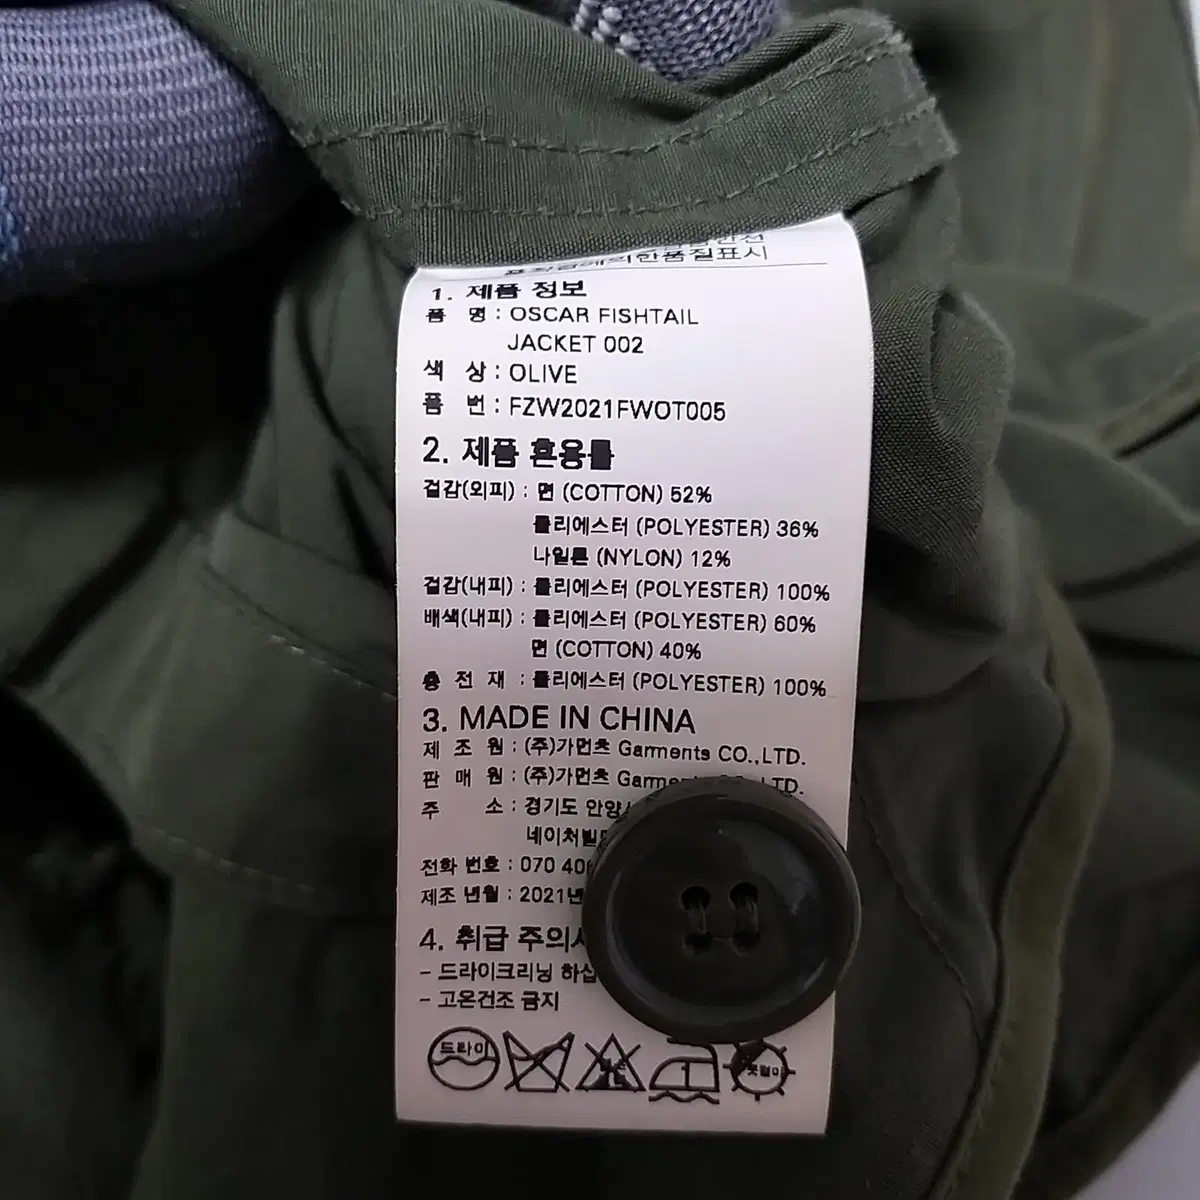 의한품질표시
1. 제품 정보
품 명 : OSCAR FISHTAIL
JACKET 002
색 상 : OLIVE
품 번 : FZW2021FWOT005
2. 제품 혼용률
겉감(외피) : 면 (COTTON) 52%
폴리에스터 (POLYESTER) 36%
나일론 (NYLON) 12%
겉감(내피) : 폴리에스터 (POLYESTER) 100%
배색(내피) : 폴리에스터 (POLYESTER) 60%
면 (COTTON) 40%
충 전 재 : 폴리에스터 (POLYESTER) 100%
3. MADE IN CHINA
제 조 원 : (주)가먼츠 Garments CO.,LTD.
판 매 원 : (주)가먼츠
주 소 : 경기도 안양
전화 번호 : 070
제조 년월 : 2021년
4. 취급
- 드라이크리닝
- 고온건조 금지
드라이
1